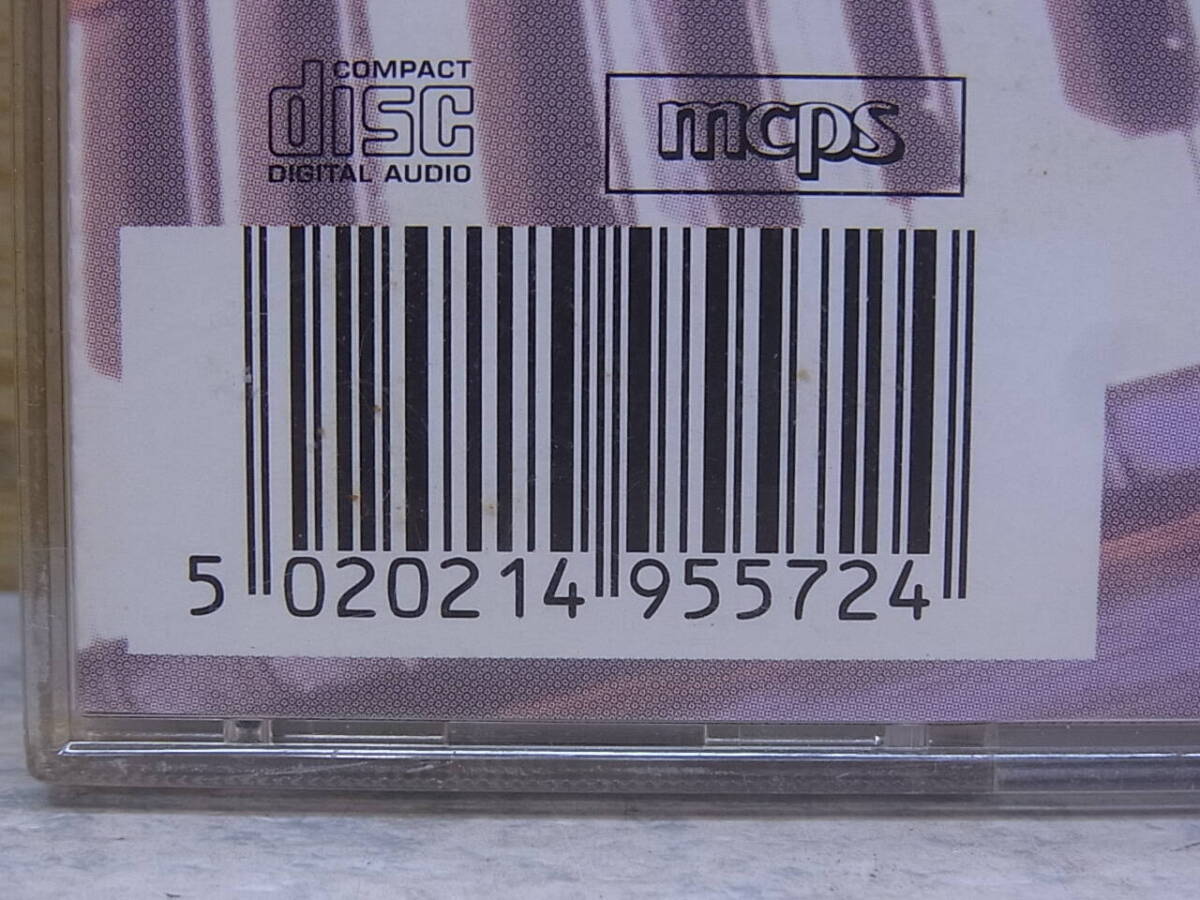 COMPACT
disc
DIGITAL AUDIO
mcps
5 020214 955724